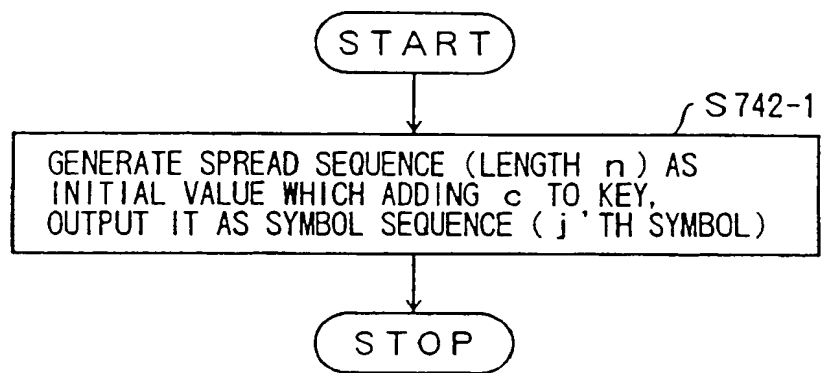 START
S742-1
GENERATE SPREAD SEQUENCE (LENGTH n) AS
INITIAL VALUE WHICH ADDING c TO KEY,
OUTPUT IT AS SYMBOL SEQUENCE (j'TH SYMBOL)
STOP